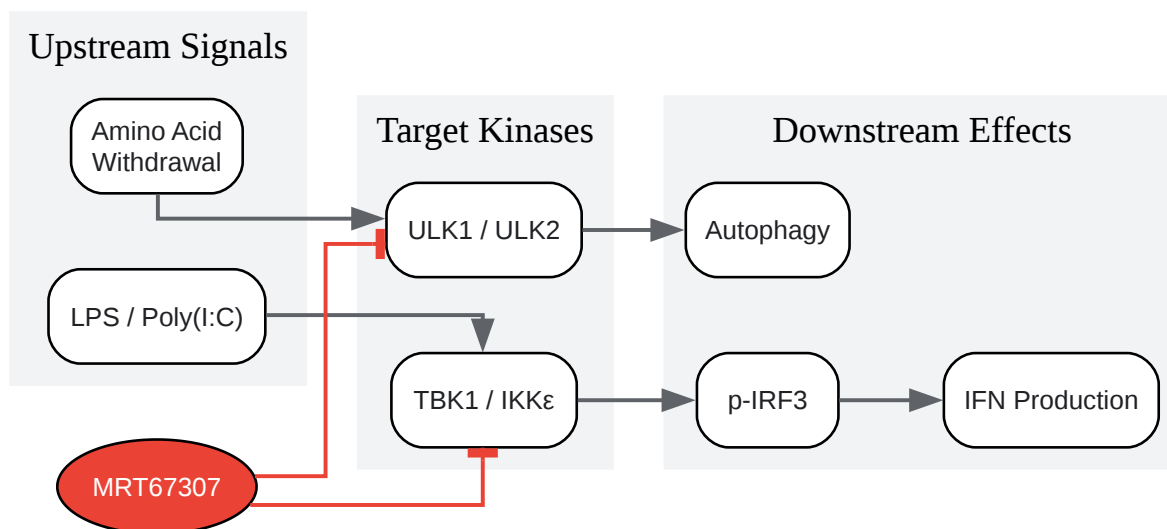 Upstream Signals
Amino Acid
Withdrawal
LPS / Poly(I:C)
Target Kinases
ULK1 / ULK2
TBK1 / IKKε
Downstream Effects
Autophagy
p-IRF3
IFN Production
MRT67307